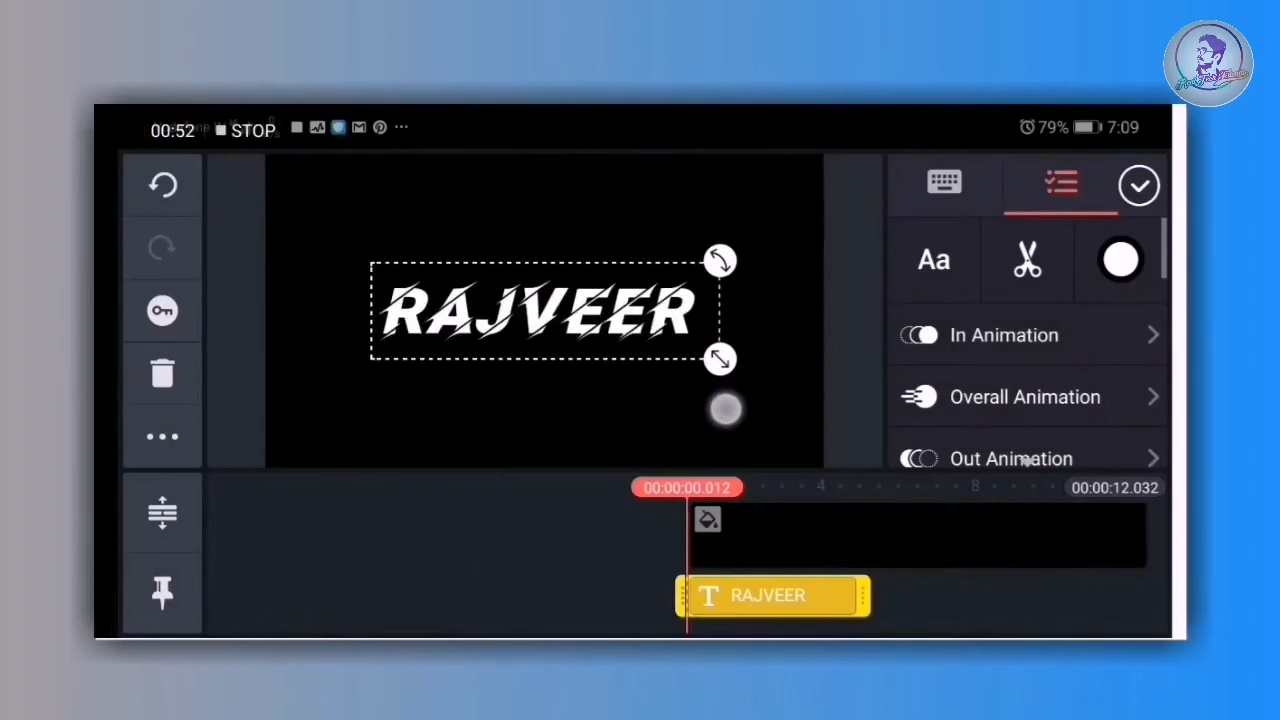 00:52 STOP
79% 7:09
RAJVEER
Aa
In Animation
Overall Animation
Out Animation
00:00:00.012 4 8 00:00:12.032
T RAJVEER